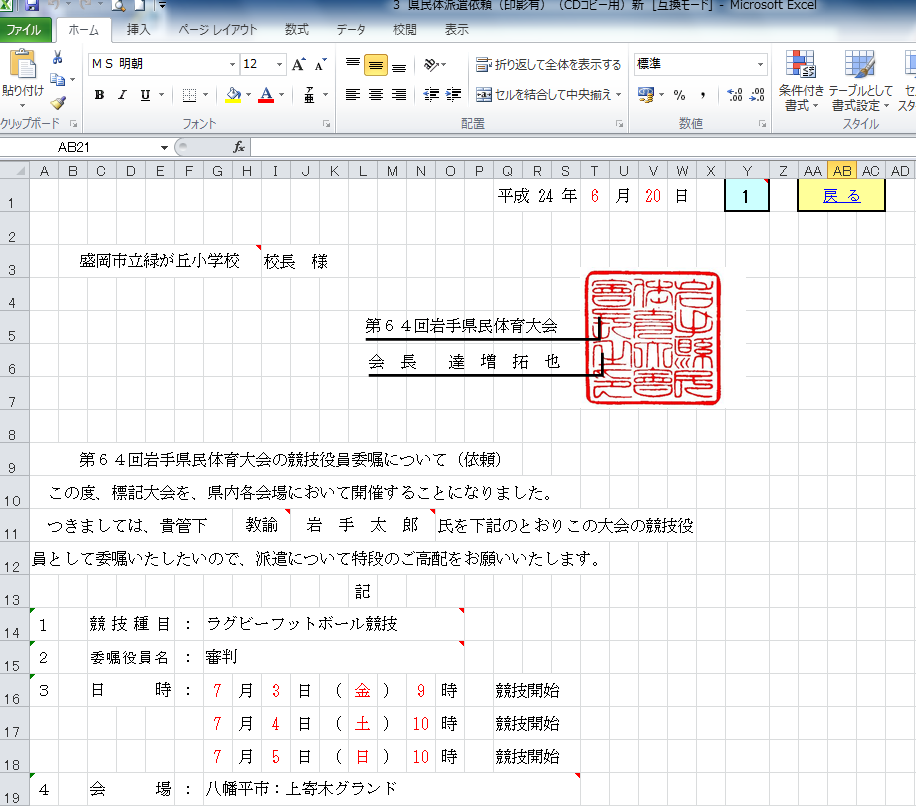 3 県民体派遣依頼（印影有）（CDコピー用）新 [互換モード] - Microsoft Excel
ファイル ホーム 挿入 ページ レイアウト 数式 データ 校閲 表示
ＭＳ 明朝 12 折り返して全体を表示する 標準
貼り付け B I U セルを結合して中央揃え % , 条件付き書式 テーブルとして書式設定
クリップボード フォント 配置 数値 スタイル
AB21 fx
A B C D E F G H I J K L M N O P Q R S T U V W X Y Z AA AB AC AD
1 平成 24 年 6 月 20 日 1 戻 る
2
3 盛岡市立緑が丘小学校 校長 様
4
5 第６４回岩手県民体育大会
6 会 長 達 増 拓 也
7
8
9 第６４回岩手県民体育大会の競技役員委嘱について（依頼）
10 この度、標記大会を、県内各会場において開催することになりました。
11 つきましては、貴管下 教諭 岩 手 太 郎 氏を下記のとおりこの大会の競技役
12 員として委嘱いたしたいので、派遣について特段のご高配をお願いいたします。
13 記
14 1 競 技 種 目 ： ラグビーフットボール競技
15 2 委嘱役員名 ： 審判
16 3 日 時 ： 7 月 3 日 （ 金 ） 9 時 競技開始
17 7 月 4 日 （ 土 ） 10 時 競技開始
18 7 月 5 日 （ 日 ） 10 時 競技開始
19 4 会 場 ： 八幡平市：上寄木グランド